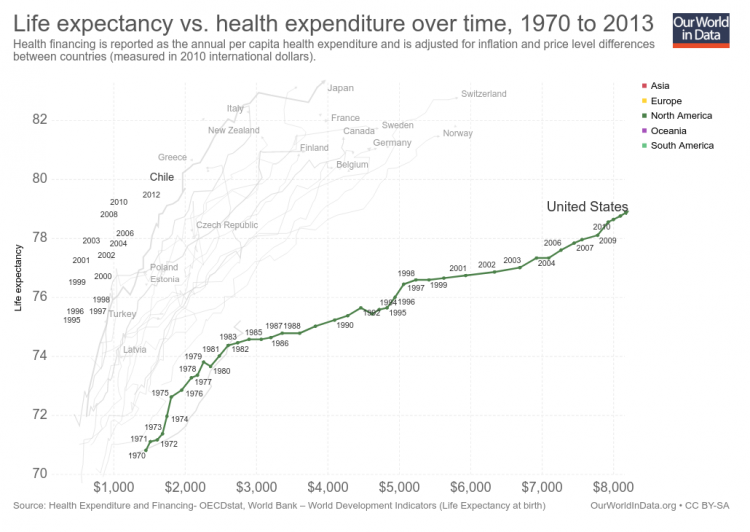 Life expectancy vs. health expenditure over time, 1970 to 2013
Our World
in Data
Health financing is reported as the annual per capita health expenditure and is adjusted for inflation and price level differences
between countries (measured in 2010 international dollars).
Asia
Europe
North America
Oceania
South America
Life expectancy
82
80
78
76
74
72
70
Japan
Switzerland
Italy
France
New Zealand
Canada
Sweden
Norway
Germany
Finland
Greece
Belgium
Chile
2012
2010
2008
United States
Czech Republic
2006
2003
2004
2002
2001
2000
1999
1998
1996
1997
1995
Poland
Estonia
Turkey
Latvia
2010
2009
2006
2007
2004
2003
2002
2001
1999
1998
1997
1994
1996
1995
1992
1990
1987
1988
1986
1985
1983
1982
1981
1980
1979
1978
1977
1976
1975
1974
1973
1972
1971
1970
$1,000
$2,000
$3,000
$4,000
$5,000
$6,000
$7,000
$8,000
Source: Health Expenditure and Financing- OECDstat, World Bank – World Development Indicators (Life Expectancy at birth)
OurWorldInData.org • CC BY-SA